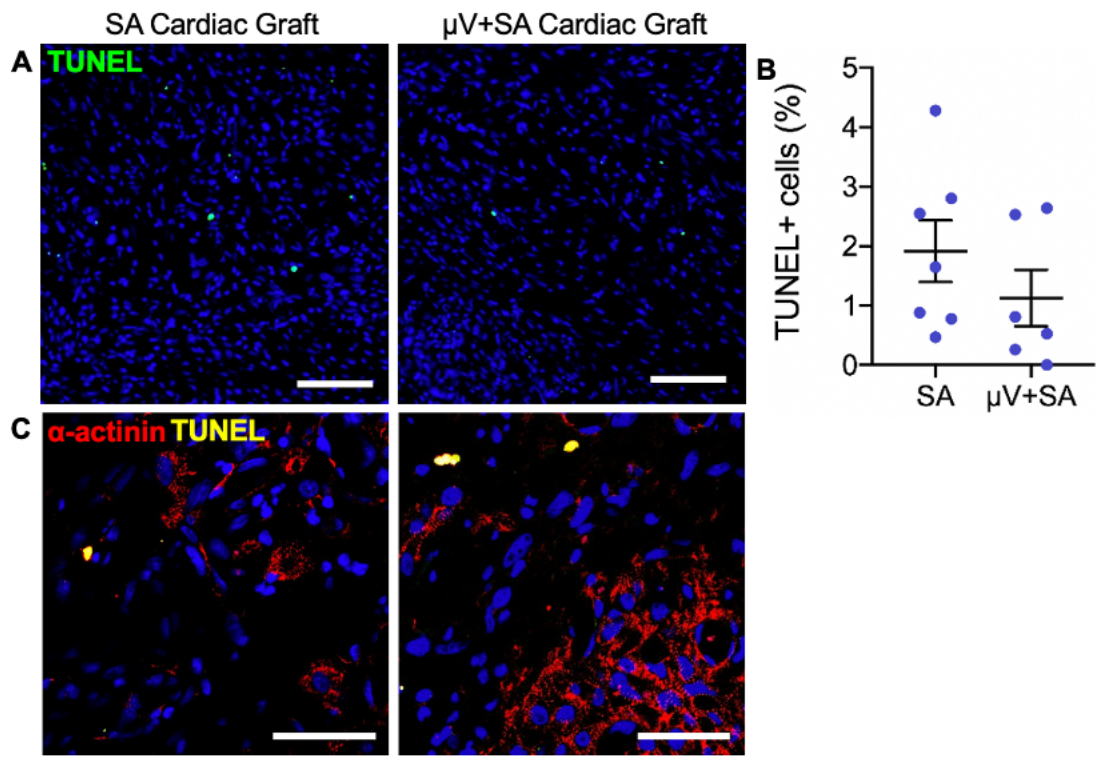 SA Cardiac Graft
µV+SA Cardiac Graft
A
TUNEL
B
TUNEL+ cells (%)
5
4
3
2
1
0
SA
µV+SA
C
α-actinin TUNEL